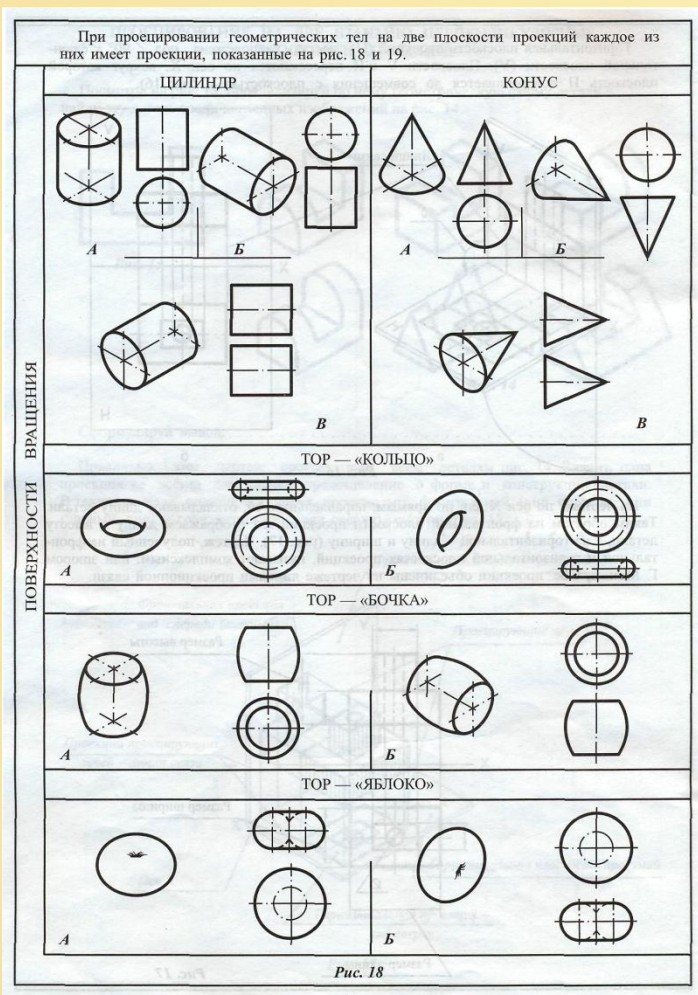 При проецировании геометрических тел на две плоскости проекций каждое из
них имеет проекции, показанные на рис. 18 и 19.
ЦИЛИНДР
КОНУС
А
Б
А
Б
В
В
ПОВЕРХНОСТИ ВРАЩЕНИЯ
ТОР — «КОЛЬЦО»
А
Б
ТОР — «БОЧКА»
А
Б
ТОР — «ЯБЛОКО»
А
Б
Рис. 18